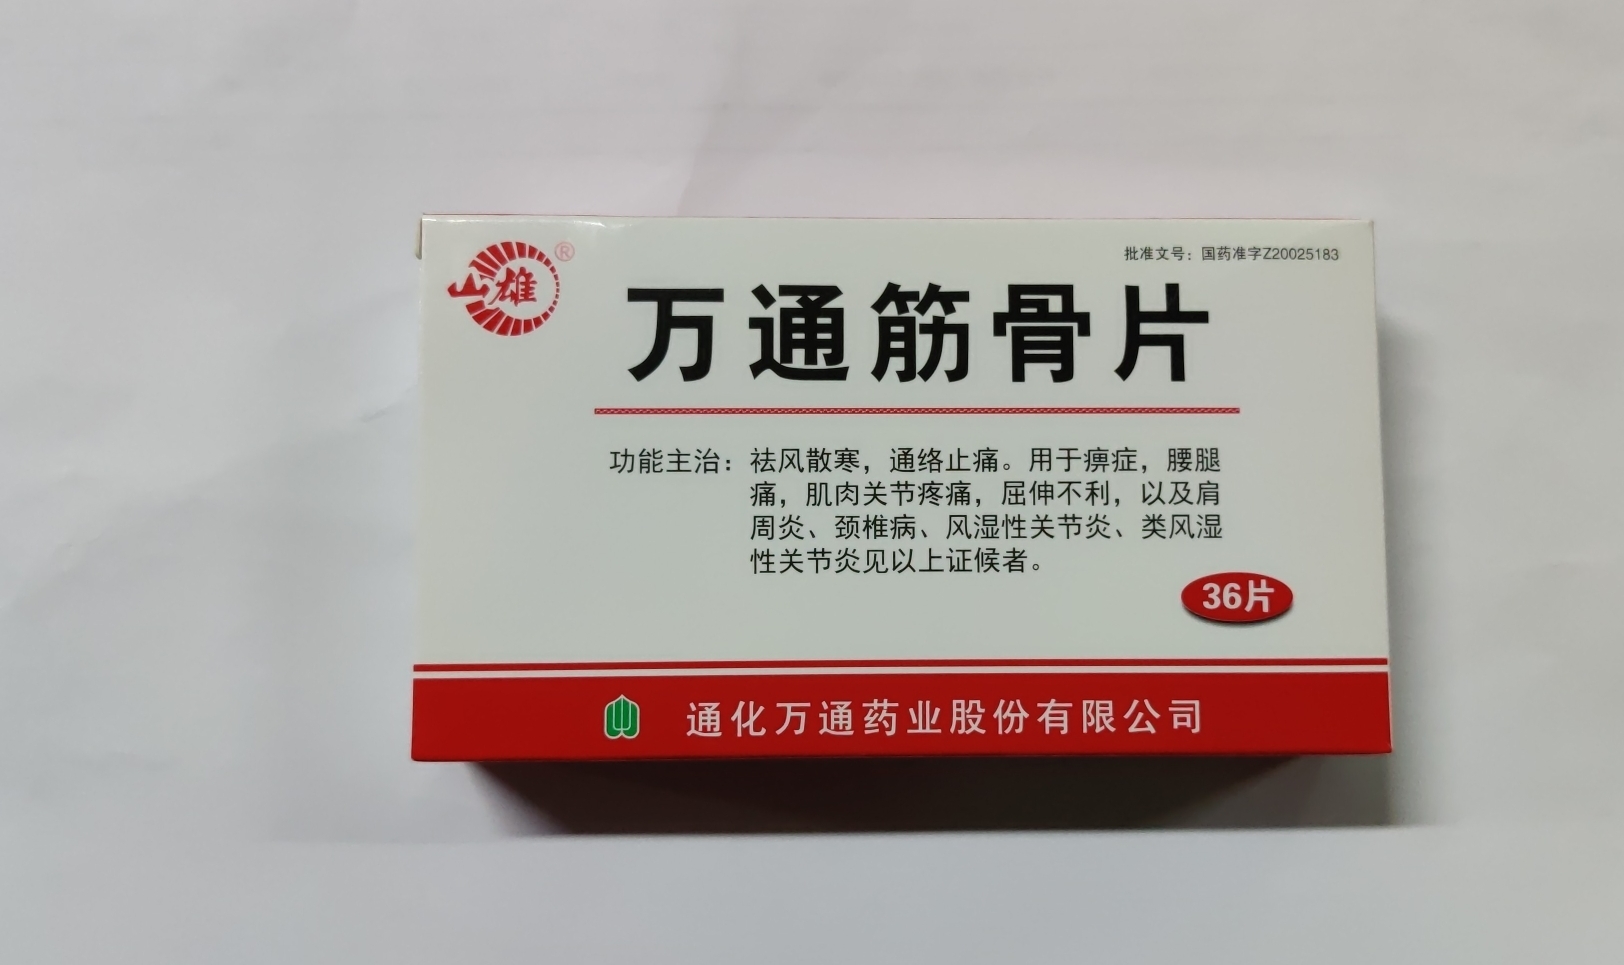 山雄®
批准文号：国药准字Z20025183
万通筋骨片
功能主治：祛风散寒，通络止痛。用于痹症，腰腿
痛，肌肉关节疼痛，屈伸不利，以及肩
周炎、颈椎病、风湿性关节炎、类风湿
性关节炎见以上证候者。
36片
通化万通药业股份有限公司